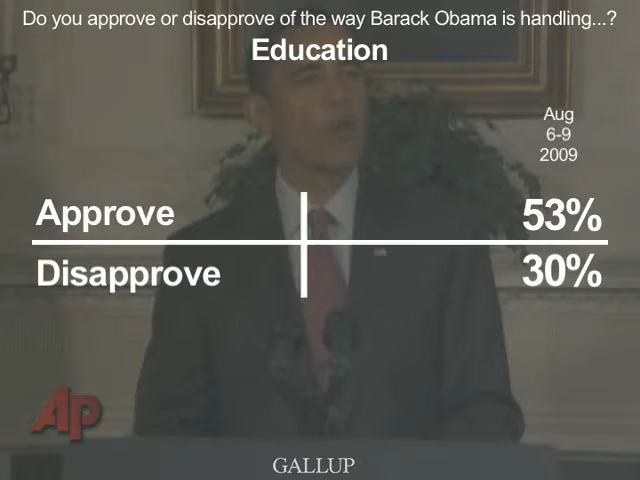 Do you approve or disapprove of the way Barack Obama is handling...?
Education
Aug
6-9
2009
Approve 53%
Disapprove 30%
AP
GALLUP